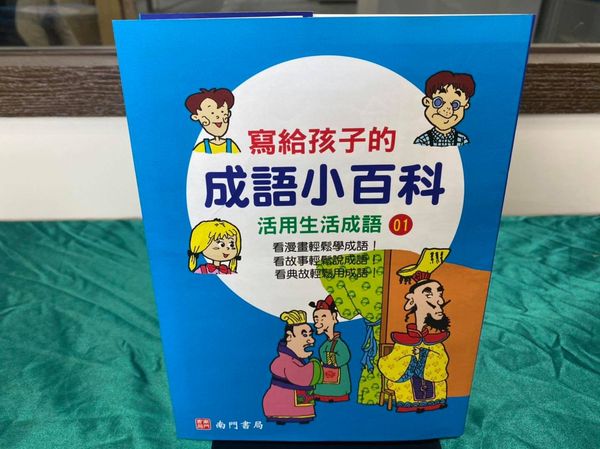 寫給孩子的
成語小百科
活用生活成語 01
看漫畫輕鬆學成語！
看故事輕鬆說成語！
看典故輕鬆用成語！
南門書局